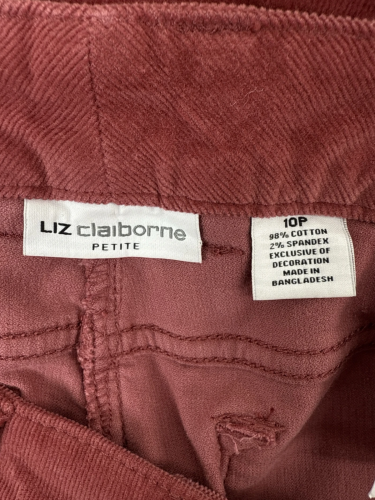 LIZ claiborne
PETITE
10P
98% COTTON
2% SPANDEX
EXCLUSIVE OF
DECORATION
MADE IN
BANGLADESH